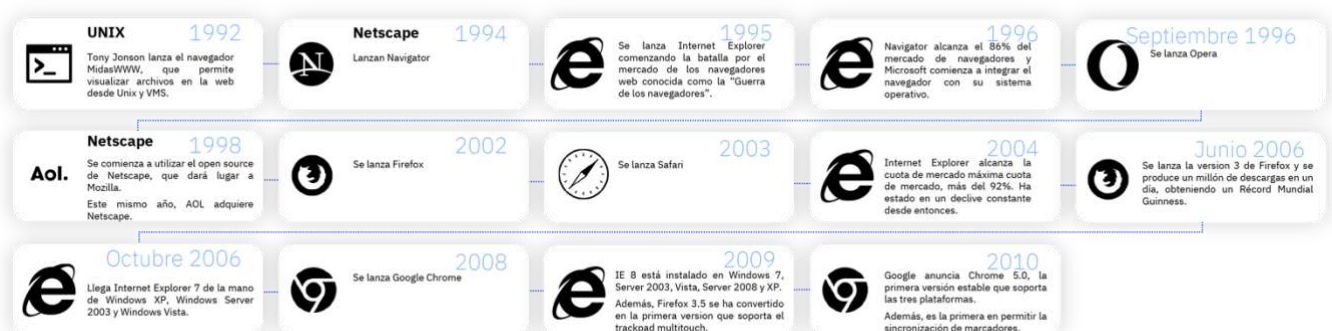 UNIX 1992
Tony Jonson lanza el navegador
MidasWWW, que permite
visualizar archivos en la web
desde Unix y VMS.
Netscape 1994
Lanzan Navigator
1995
Se lanza Internet Explorer
comenzando la batalla por el
mercado de los navegadores
web conocida como la "Guerra
de los navegadores".
1996
Navigator alcanza el 86% del
mercado de navegadores y
Microsoft comienza a integrar el
navegador con su sistema
operativo.
Septiembre 1996
Se lanza Opera
Aol.
Netscape 1998
Se comienza a utilizar el open source
de Netscape, que dará lugar a
Mozilla.
Este mismo año, AOL adquiere
Netscape.
2002
Se lanza Firefox
2003
Se lanza Safari
2004
Internet Explorer alcanza la
cuota de mercado máxima cuota
de mercado, más del 92%. Ha
estado en un declive constante
desde entonces.
Junio 2006
Se lanza la version 3 de Firefox y se
produce un millón de descargas en un
día, obteniendo un Récord Mundial
Guinness.
Octubre 2006
Llega Internet Explorer 7 de la mano
de Windows XP, Windows Server
2003 y Windows Vista.
2008
Se lanza Google Chrome
2009
IE 8 está instalado en Windows 7,
Server 2003, Vista, Server 2008 y XP.
Además, Firefox 3.5 se ha convertido
en la primera version que soporta el
trackpad multitouch.
2010
Google anuncia Chrome 5.0, la
primera versión estable que soporta
las tres plataformas.
Además, es la primera en permitir la
sincronización de marcadores.